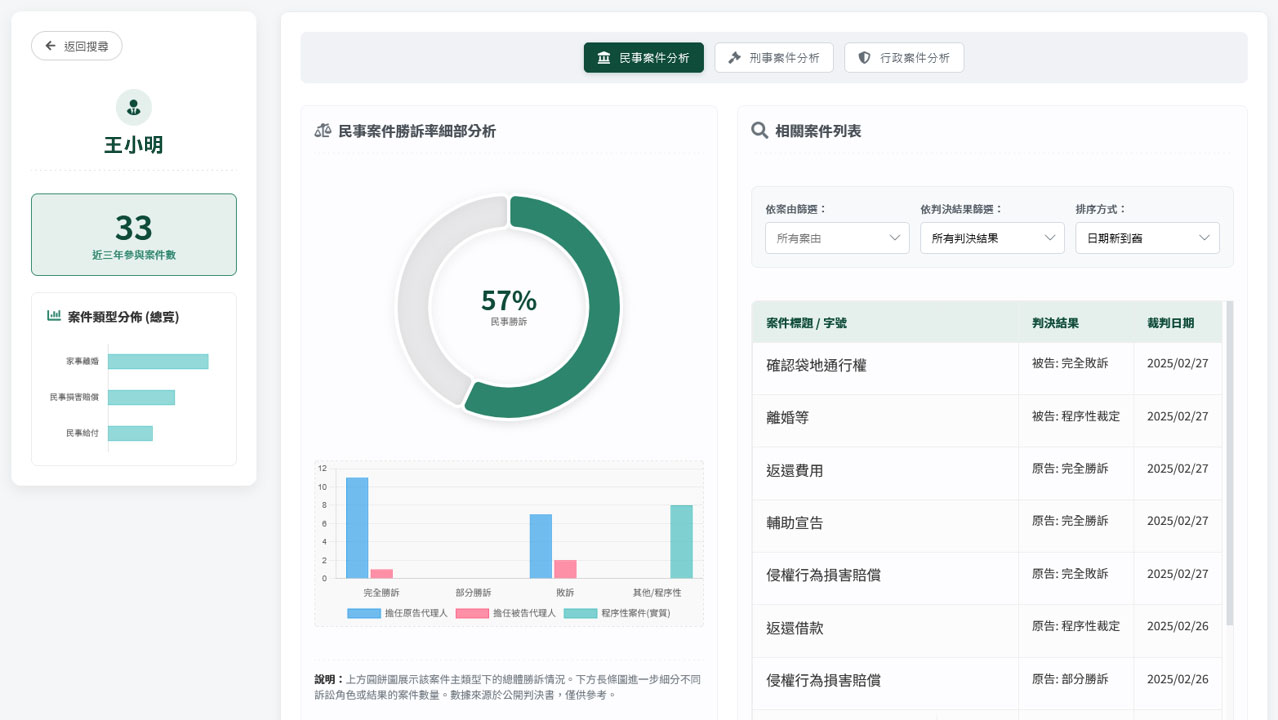 返回搜尋
王小明
33
近三年參與案件數
案件類型分佈 (總覽)
家事離婚
民事損害賠償
民事給付
民事案件分析
刑事案件分析
行政案件分析
民事案件勝訴率細部分析
57%
民事勝訴
12
10
8
6
4
2
0
完全勝訴
部分勝訴
敗訴
其他/程序性
擔任原告代理人
擔任被告代理人
程序性案件(實質)
說明：上方圓餅圖展示該案件主類型下的總體勝訴情況。下方長條圖進一步細分不同
訴訟角色或結果的案件數量。數據來源於公開判決書，僅供參考。
相關案件列表
依案由篩選：
依判決結果篩選：
排序方式：
所有案由
所有判決結果
日期新到舊
案件標題 / 字號 判決結果 裁判日期
確認袋地通行權 被告: 完全敗訴 2025/02/27
離婚等 被告: 程序性裁定 2025/02/27
返還費用 原告: 完全勝訴 2025/02/27
輔助宣告 原告: 完全勝訴 2025/02/27
侵權行為損害賠償 原告: 完全敗訴 2025/02/27
返還借款 原告: 程序性裁定 2025/02/26
侵權行為損害賠償 原告: 部分勝訴 2025/02/26